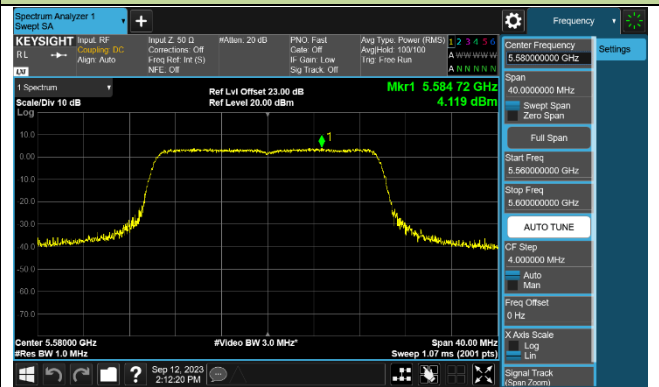 Spectrum Analyzer 1
Swept SA
Frequency
KEYSIGHT
RL
LXI
Input: RF
Coupling: DC
Align: Auto
Input Z: 50 Ω
Corrections: Off
Freq Ref: Int (S)
NFE: Off
#Atten: 20 dB
PNO: Fast
Gate: Off
IF Gain: Low
Sig Track: Off
Avg Type: Power (RMS)
Avg|Hold: 100/100
Trig: Free Run
1 2 3 4 5 6
A W W W W W
A N N N N N
1 Spectrum
Scale/Div 10 dB
Log
Ref Lvl Offset 23.00 dB
Ref Level 20.00 dBm
Mkr1 5.584 72 GHz
4.119 dBm
1
10.0
0.00
-10.0
-20.0
-30.0
-40.0
-50.0
-60.0
-70.0
Center 5.58000 GHz
#Res BW 1.0 MHz
#Video BW 3.0 MHz*
Span 40.00 MHz
Sweep 1.07 ms (2001 pts)
Sep 12, 2023
2:12:20 PM
Center Frequency
5.580000000 GHz
Settings
Span
40.0000000 MHz
Swept Span
Zero Span
Full Span
Start Freq
5.560000000 GHz
Stop Freq
5.600000000 GHz
AUTO TUNE
CF Step
4.000000 MHz
Auto
Man
Freq Offset
0 Hz
X Axis Scale
Log
Lin
Signal Track
(Span Zoom)